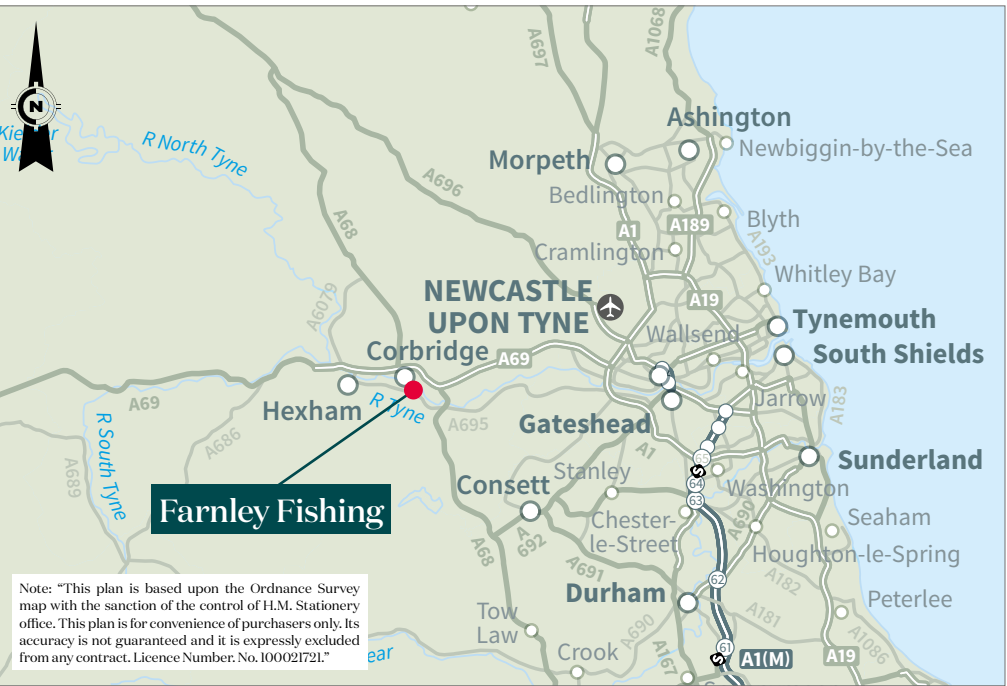 A697
A1068
N
Kielder
Wa
R North Tyne
Ashington
Newbiggin-by-the-Sea
Morpeth
A696
Bedlington
A68
A1
A189
Blyth
A193
Cramlington
Whitley Bay
A6079
NEWCASTLE
UPON TYNE
A19
Wallsend
Tynemouth
South Shields
Corbridge
A69
Hexham
R Tyne
A69
R South Tyne
A686
A689
A695
Gateshead
Jarrow
A183
A1
65
S
64
63
Sunderland
Washington
Consett
Stanley
Farnley Fishing
A
692
Chester-
le-Street
A690
Seaham
Houghton-le-Spring
A68
A691
62
A182
Durham
A181
Peterlee
Tow
Law
A690
A167
61
S
A1(M)
A19
A1086
Crook
ear
Note: “This plan is based upon the Ordnance Survey
map with the sanction of the control of H.M. Stationery
office. This plan is for convenience of purchasers only. Its
accuracy is not guaranteed and it is expressly excluded
from any contract. Licence Number. No. 100021721.”